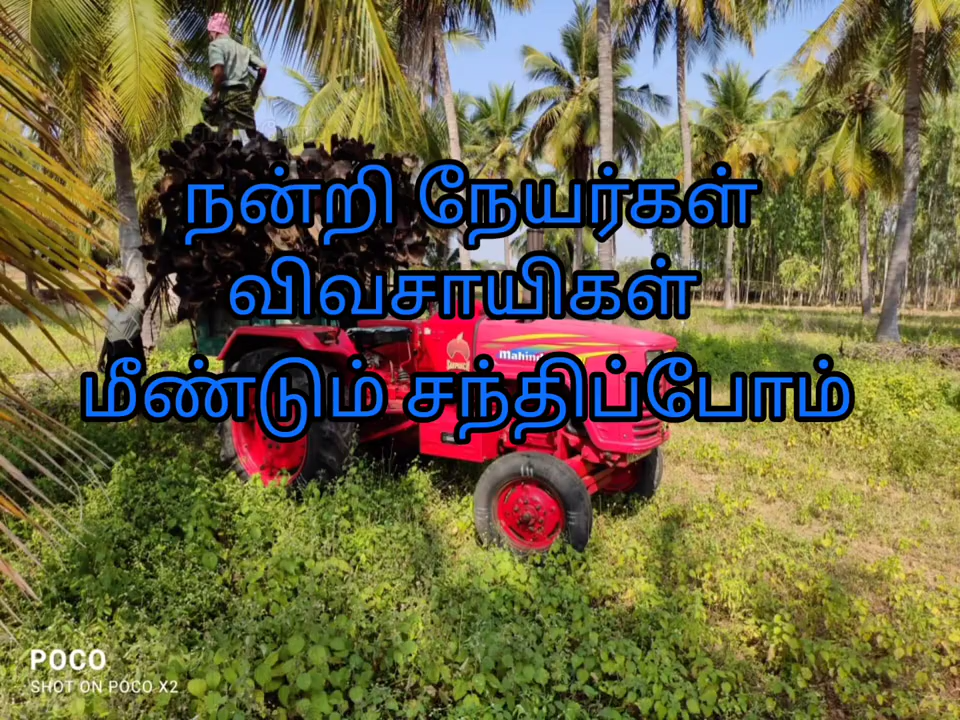 நன்றி நேயர்கள்
விவசாயிகள்
மீண்டும் சந்திப்போம்
mahind
POCO
SHOT ON POCO X2